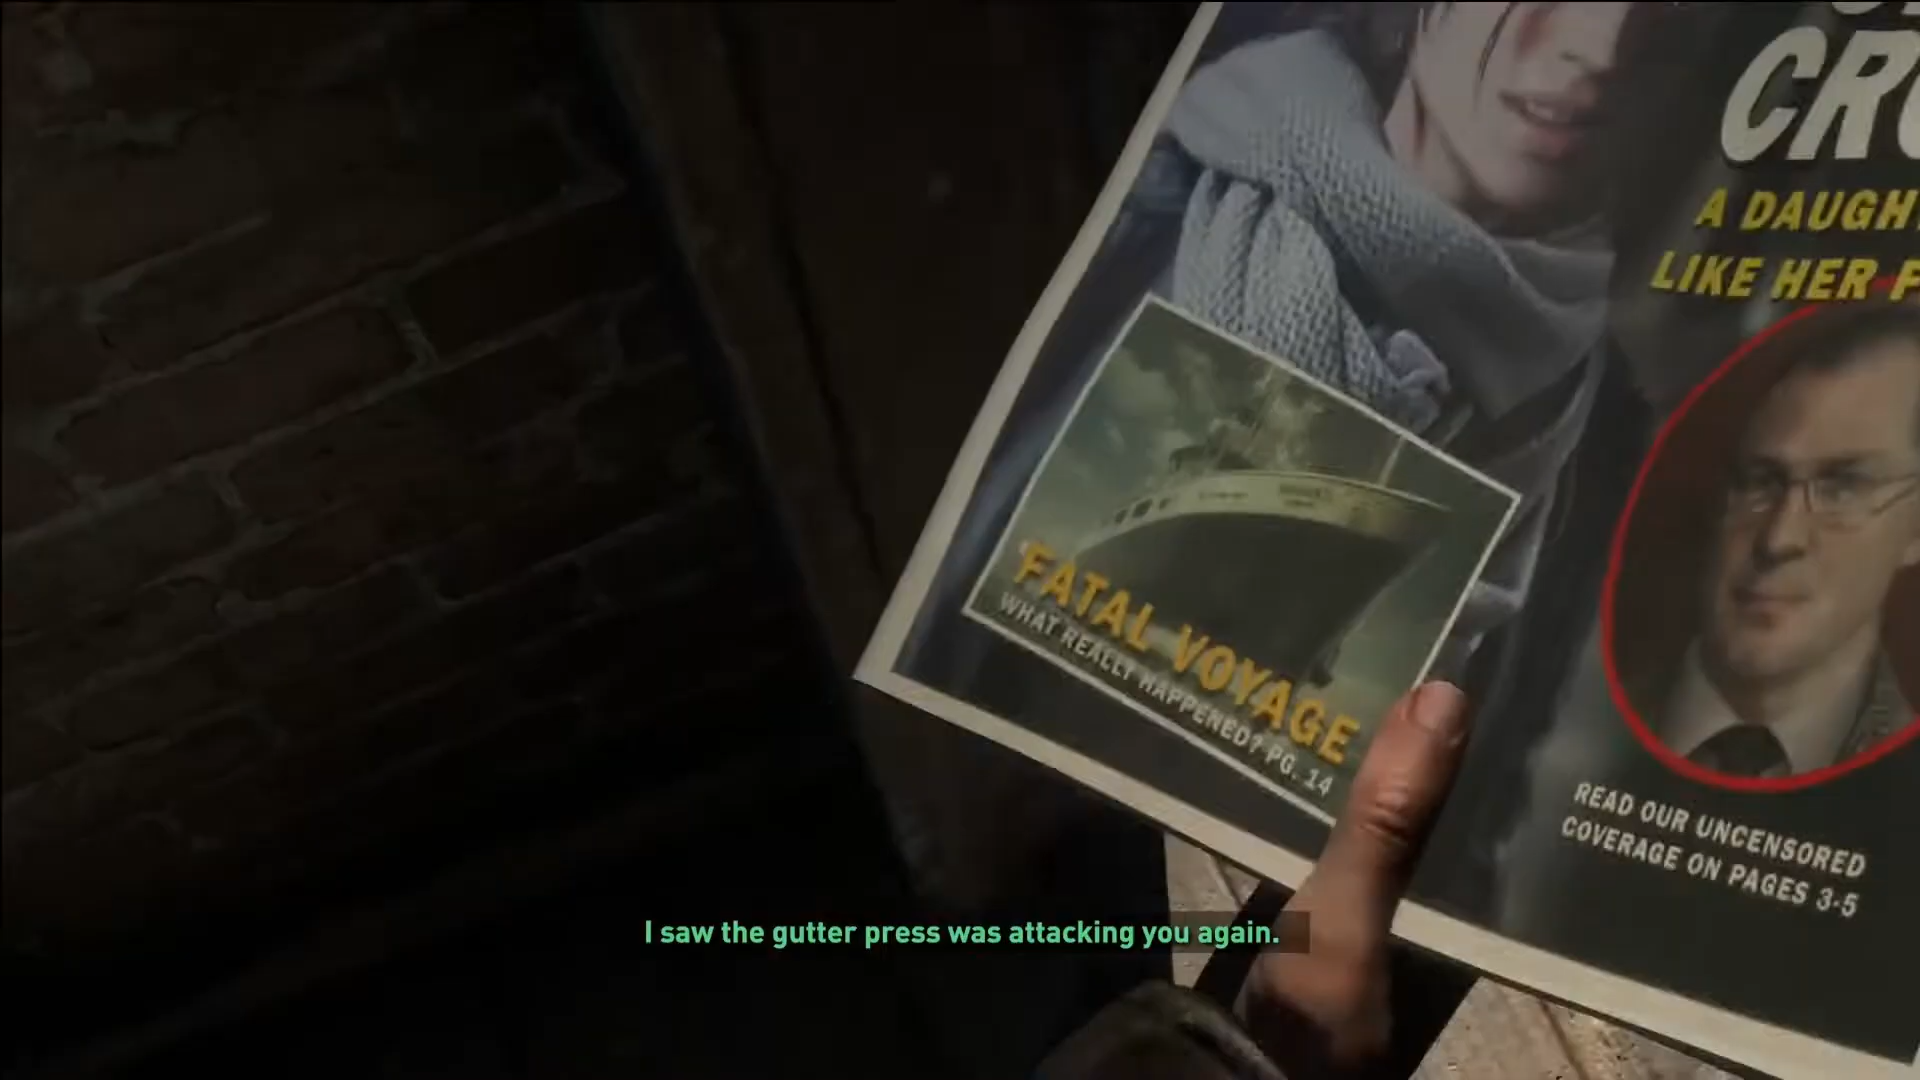 CR
A DAUGH
LIKE HER F
FATAL VOYAGE
WHAT REALLY HAPPENED? PG. 14
READ OUR UNCENSORED
COVERAGE ON PAGES 3-5
I saw the gutter press was attacking you again.